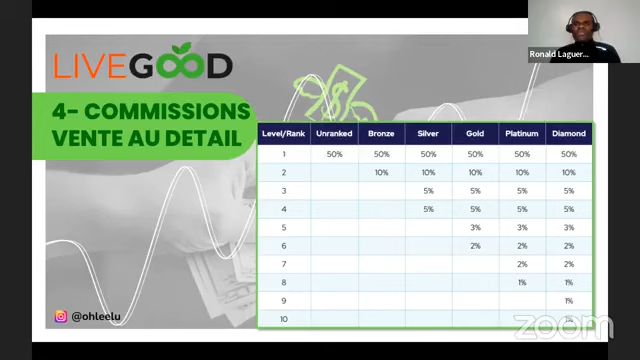 LIVEGOOD
4- COMMISSIONS
VENTE AU DETAIL
Level/Rank Unranked Bronze Silver Gold Platinum Diamond
1 50% 50% 50% 50% 50% 50%
2 10% 10% 10% 10% 10%
3 5% 5% 5% 5%
4 5% 5% 5% 5%
5 3% 3% 3%
6 2% 2% 2%
7 2% 2%
8 1% 1%
9 1%
10 1%
@ohleelu
Ronald Laguer...
zoom